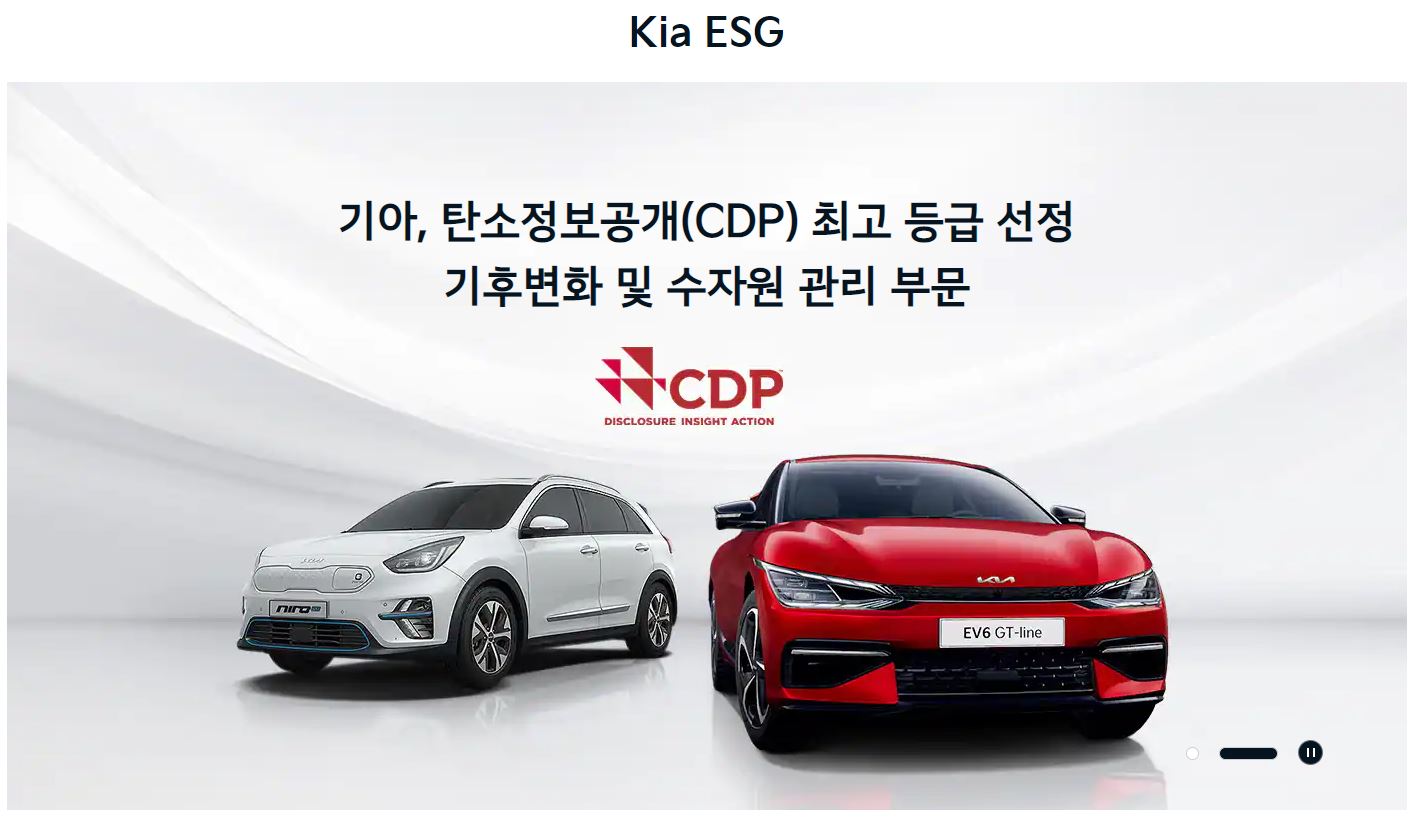 Kia ESG
기아, 탄소정보공개(CDP) 최고 등급 선정
기후변화 및 수자원 관리 부문
CDP
DISCLOSURE INSIGHT ACTION
niro
EV6 GT-line